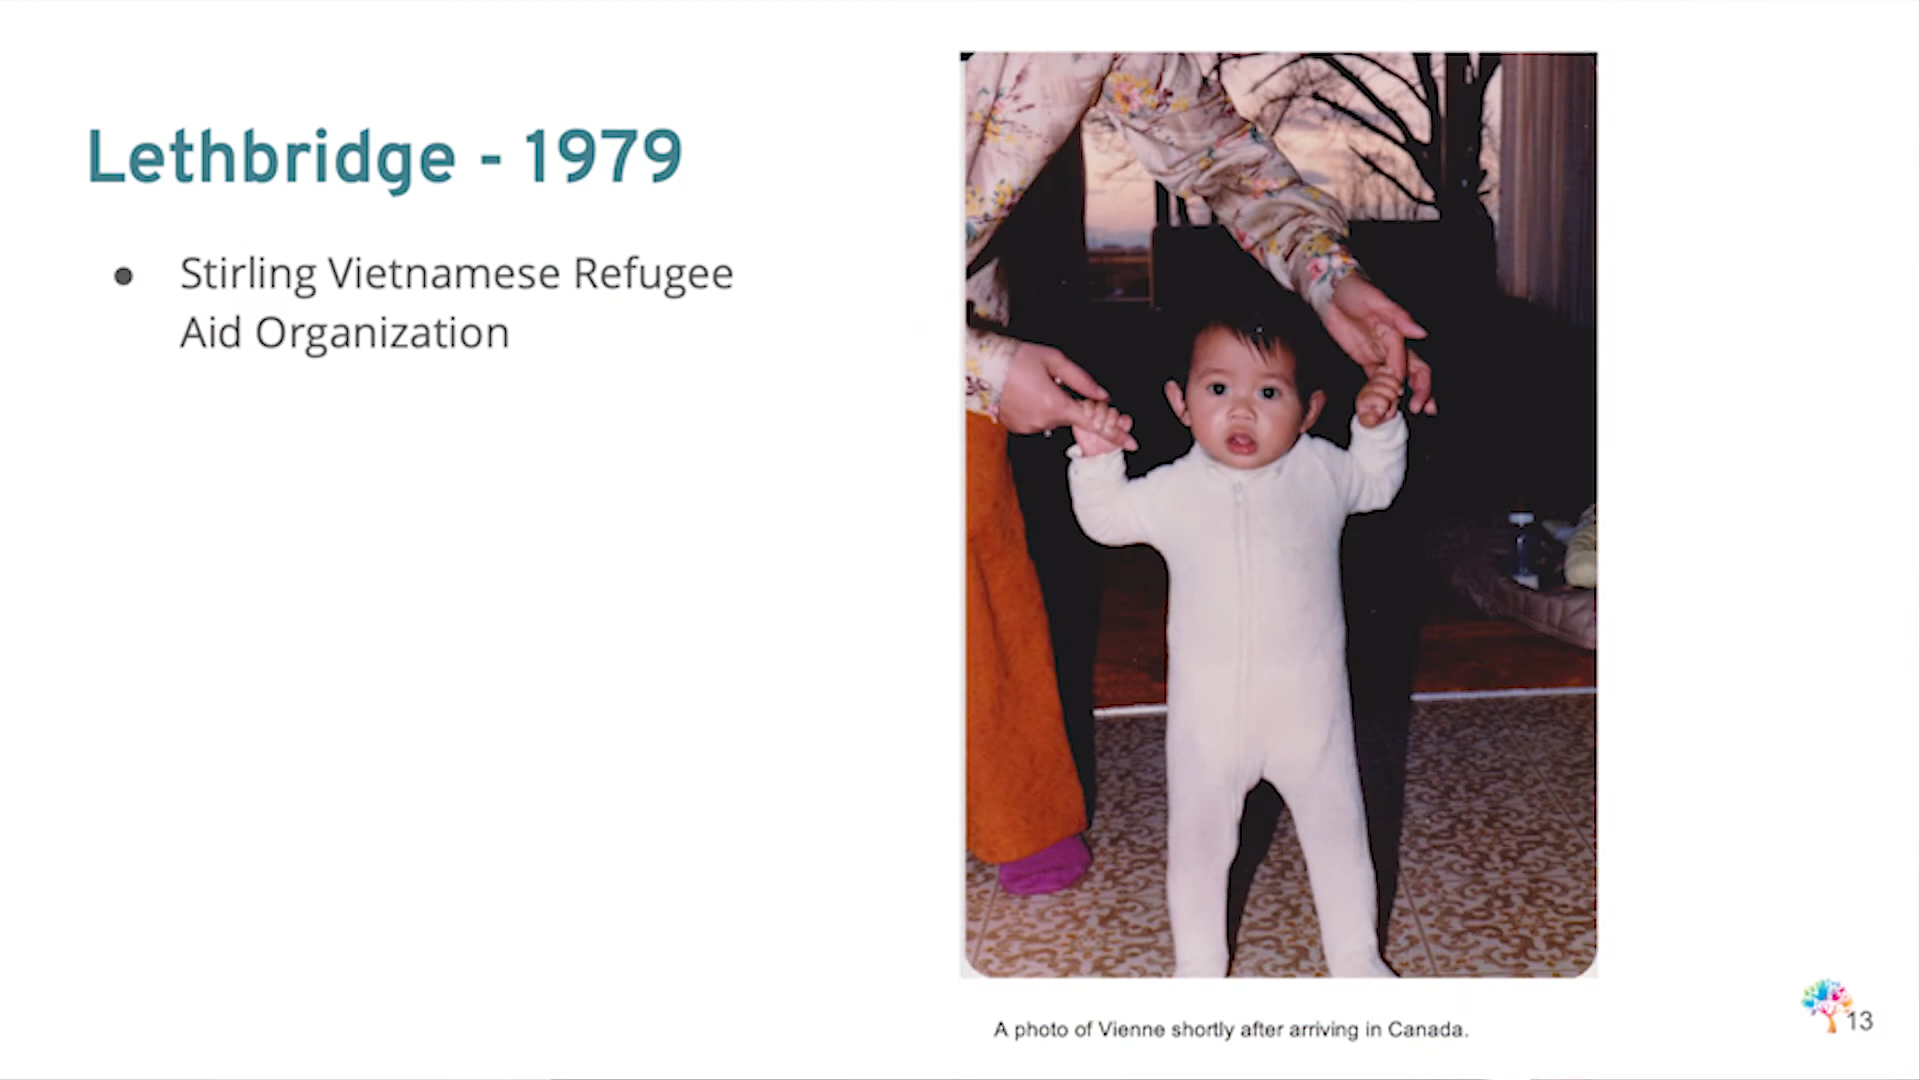 Lethbridge - 1979
● Stirling Vietnamese Refugee
Aid Organization
A photo of Vienne shortly after arriving in Canada.
13